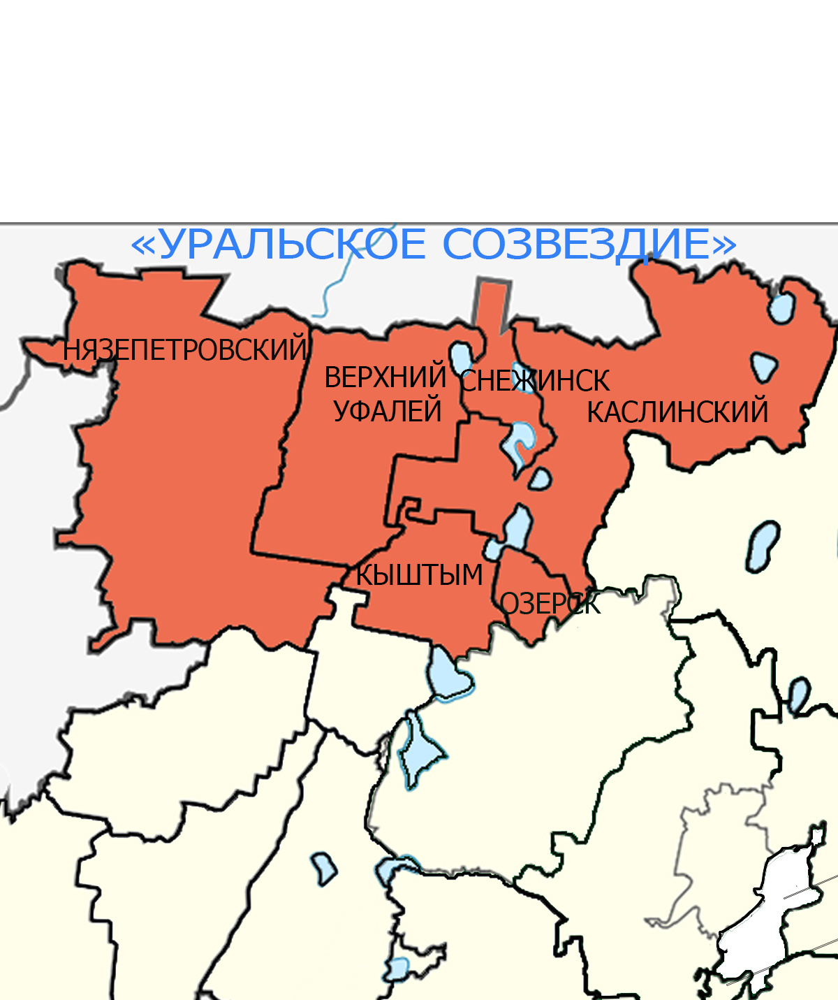 «УРАЛЬСКОЕ СОЗВЕЗДИЕ»
НЯЗЕПЕТРОВСКИЙ
ВЕРХНИЙ
УФАЛЕЙ
СНЕЖИНСК
КАСЛИНСКИЙ
КЫШТЫМ
ОЗЕРСК